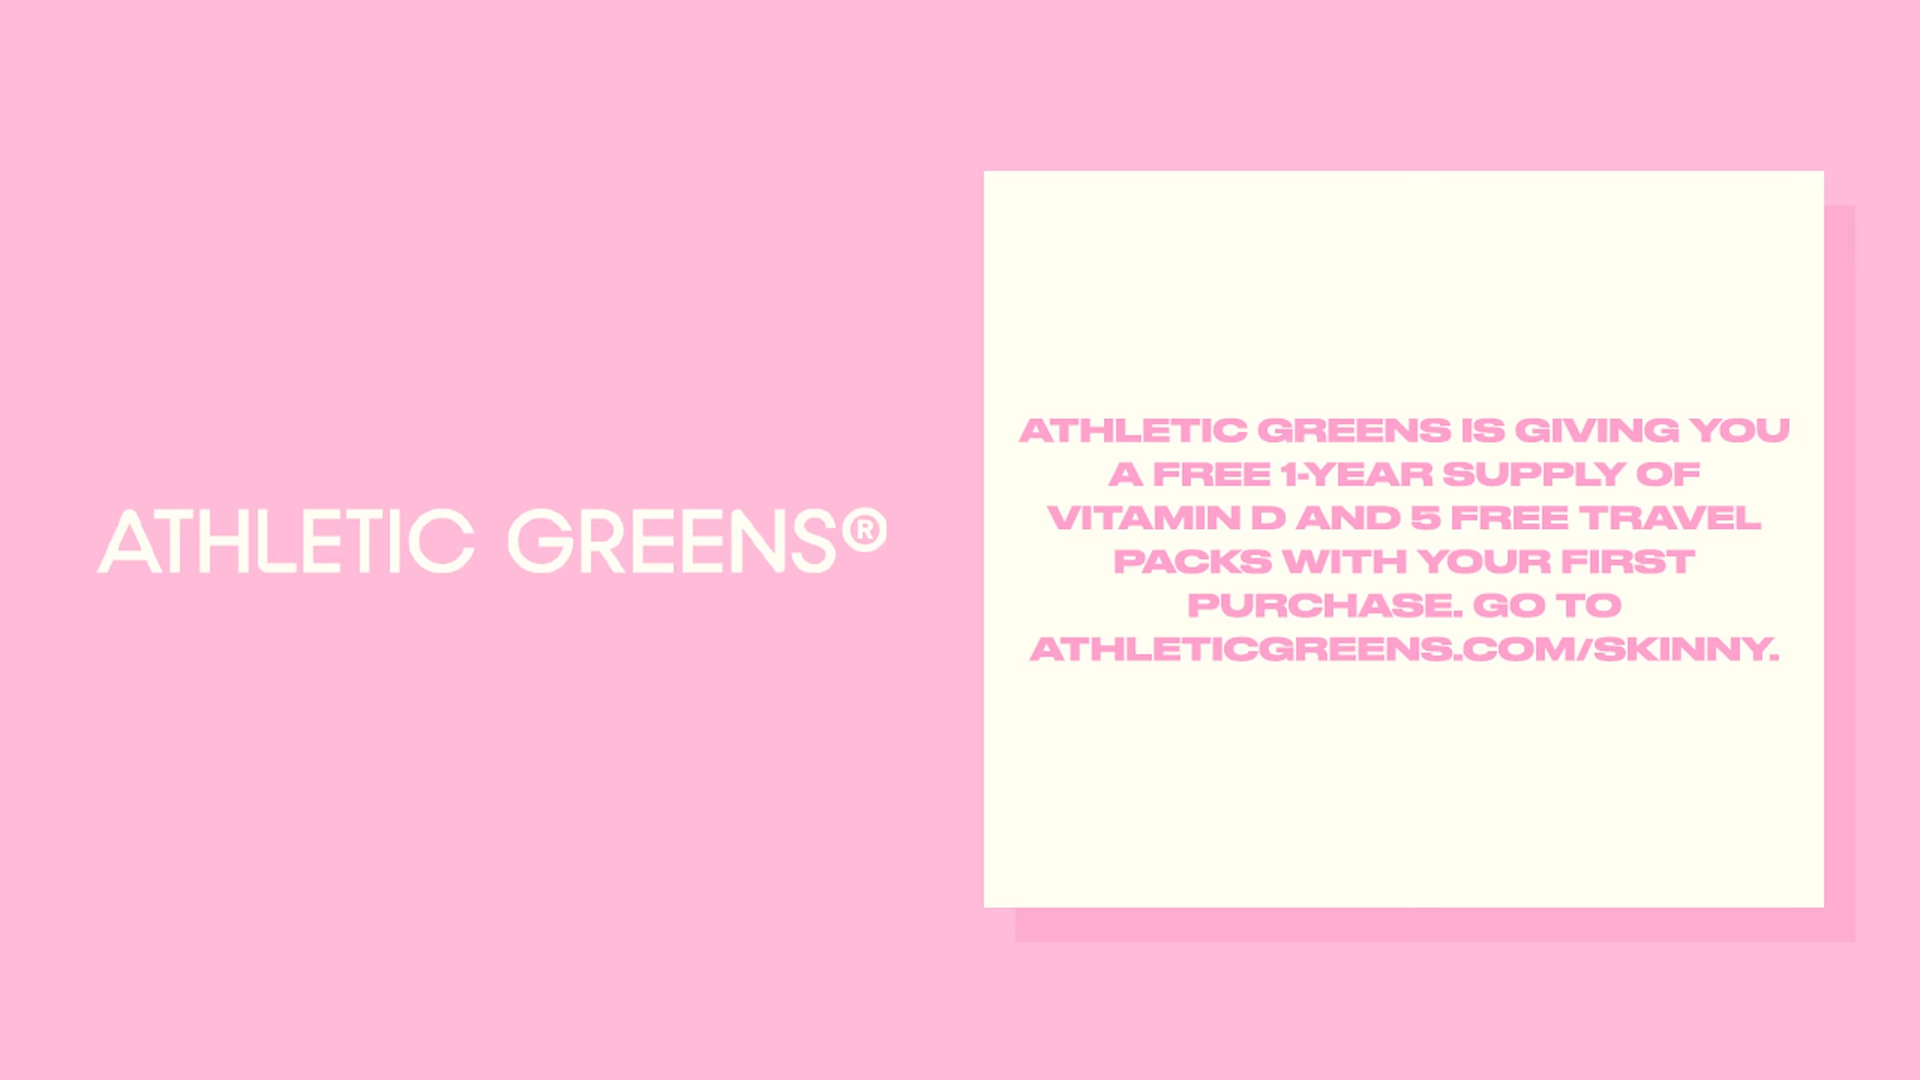 ATHLETIC GREENS®
ATHLETIC GREENS IS GIVING YOU
A FREE 1-YEAR SUPPLY OF
VITAMIN D AND 5 FREE TRAVEL
PACKS WITH YOUR FIRST
PURCHASE. GO TO
ATHLETICGREENS.COM/SKINNY.